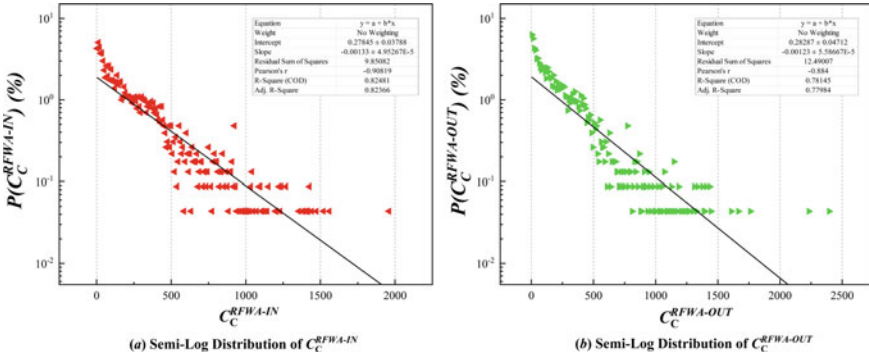 Equation y = a + b*x
Weight No Weighting
Intercept 0.27845 ± 0.03788
Slope -0.00133 ± 4.95267E-5
Residual Sum of Squares 9.85082
Pearson's r -0.90819
R-Square (COD) 0.82481
Adj. R-Square 0.82366
P(C_C^{RFWA-IN}) (%)
10^1
10^0
10^-1
10^-2
0 500 1000 1500 2000
C_C^{RFWA-IN}
(a) Semi-Log Distribution of C_C^{RFWA-IN}
Equation y = a + b*x
Weight No Weighting
Intercept 0.28287 ± 0.04712
Slope -0.00123 ± 5.58667E-5
Residual Sum of Squares 12.49007
Pearson's r -0.884
R-Square (COD) 0.78145
Adj. R-Square 0.77984
P(C_C^{RFWA-OUT}) (%)
10^1
10^0
10^-1
10^-2
0 500 1000 1500 2000 2500
C_C^{RFWA-OUT}
(b) Semi-Log Distribution of C_C^{RFWA-OUT}